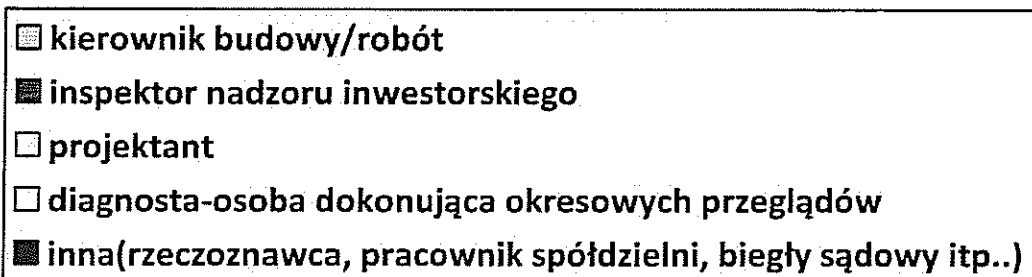 kierownik budowy/robót
inspektor nadzoru inwestorskiego
projektant
diagnosta-osoba dokonująca okresowych przeglądów
inna(rzeczoznawca, pracownik spółdzielni, biegły sądowy itp..)